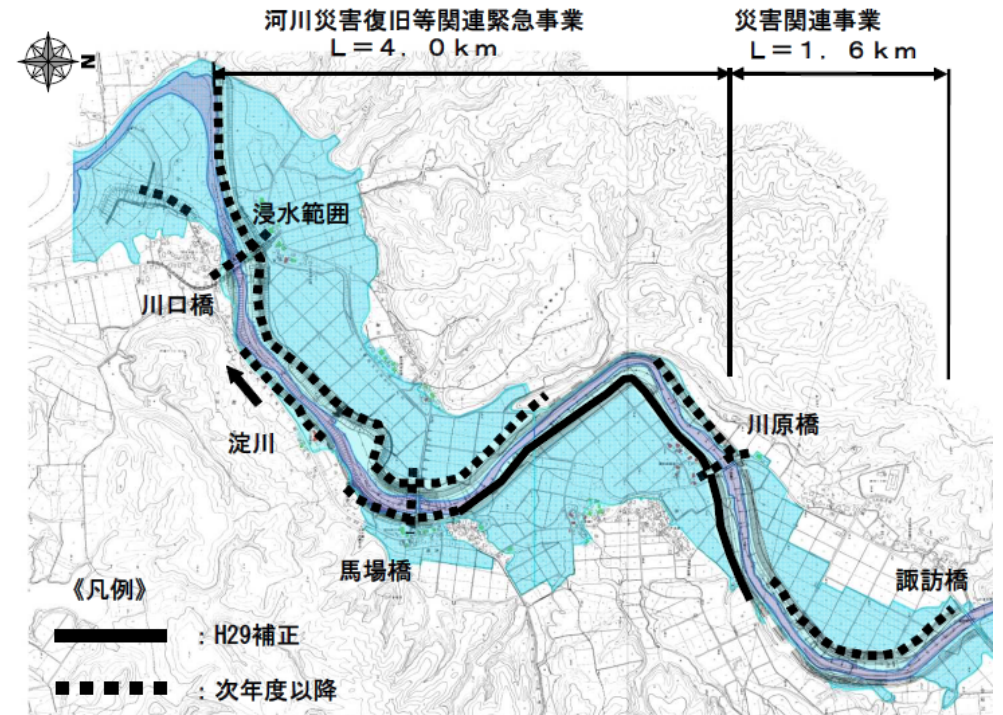 河川災害復旧等関連緊急事業
L=4.0km
災害関連事業
L=1.6km
N
浸水範囲
川口橋
淀川
馬場橋
川原橋
諏訪橋
《凡例》
:H29補正
:次年度以降